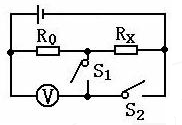 R₀ Rₓ
S₁
V S₂